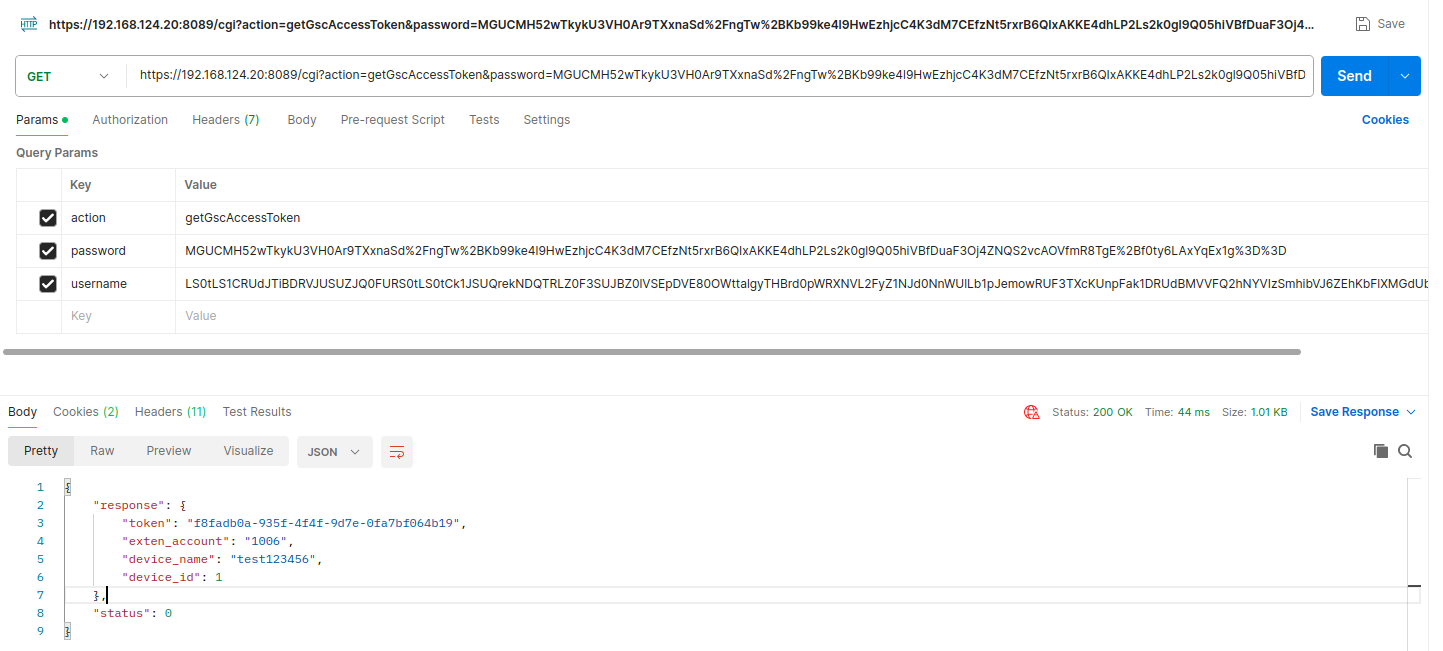 HTTP https://192.168.124.20:8089/cgi?action=getGscAccessToken&password=MGUCMH52wTkykU3VH0Ar9TXxnaSd%2FngTw%2BKb99ke4I9HwEzhjcC4K3dM7CEfzNt5rxrB6QIxAKKE4dhLP2Ls2k0gI9Q05hiVBfDuaF3Oj4... Save
GET https://192.168.124.20:8089/cgi?action=getGscAccessToken&password=MGUCMH52wTkykU3VH0Ar9TXxnaSd%2FngTw%2BKb99ke4I9HwEzhjcC4K3dM7CEfzNt5rxrB6QIxAKKE4dhLP2Ls2k0gI9Q05hiVBfD Send
Params Authorization Headers (7) Body Pre-request Script Tests Settings Cookies
Query Params
Key Value
action getGscAccessToken
password MGUCMH52wTkykU3VH0Ar9TXxnaSd%2FngTw%2BKb99ke4I9HwEzhjcC4K3dM7CEfzNt5rxrB6QIxAKKE4dhLP2Ls2k0gI9Q05hiVBfDuaF3Oj4ZNQS2vcAOVfmR8TgE%2Bf0ty6LAxYqEx1g%3D%3D
username LS0tLS1CRUdJTiBDRVJUSUZJQ0FURS0tLS0tCk1JSUQrekNDQTRLZ0F3SUJBZ0lVSEpDVE80OWttalgyTHBrd0pWRXNVL2FyZ1NJd0NnWUlLb1pJemowRUF3TXcKUnpFak1DRUdBMVVFQ2hNYVIzSmhibVJ6ZEhKbFlXMGdUb
Key Value
Body Cookies (2) Headers (11) Test Results Status: 200 OK Time: 44 ms Size: 1.01 KB Save Response
Pretty Raw Preview Visualize JSON
1 {
2 "response": {
3 "token": "f8fadb0a-935f-4f4f-9d7e-0fa7bf064b19",
4 "exten_account": "1006",
5 "device_name": "test123456",
6 "device_id": 1
7 },
8 "status": 0
9 }